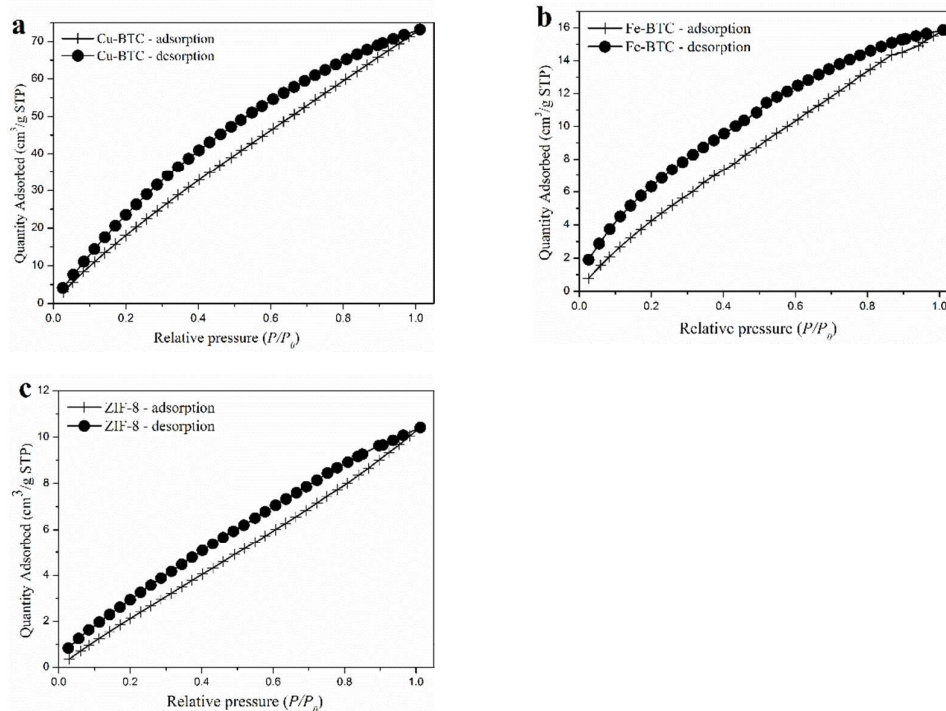 a
Cu-BTC - adsorption
Cu-BTC - desorption
70
60
50
40
30
20
10
0
Quantity Adsorbed (cm³/g STP)
0.0 0.2 0.4 0.6 0.8 1.0
Relative pressure (P/P₀)
b
Fe-BTC - adsorption
Fe-BTC - desorption
16
14
12
10
8
6
4
2
0
Quantity Adsorbed (cm³/g STP)
0.0 0.2 0.4 0.6 0.8 1.0
Relative pressure (P/P₀)
c
ZIF-8 - adsorption
ZIF-8 - desorption
12
10
8
6
4
2
0
Quantity Adsorbed (cm³/g STP)
0.0 0.2 0.4 0.6 0.8 1.0
Relative pressure (P/P₀)